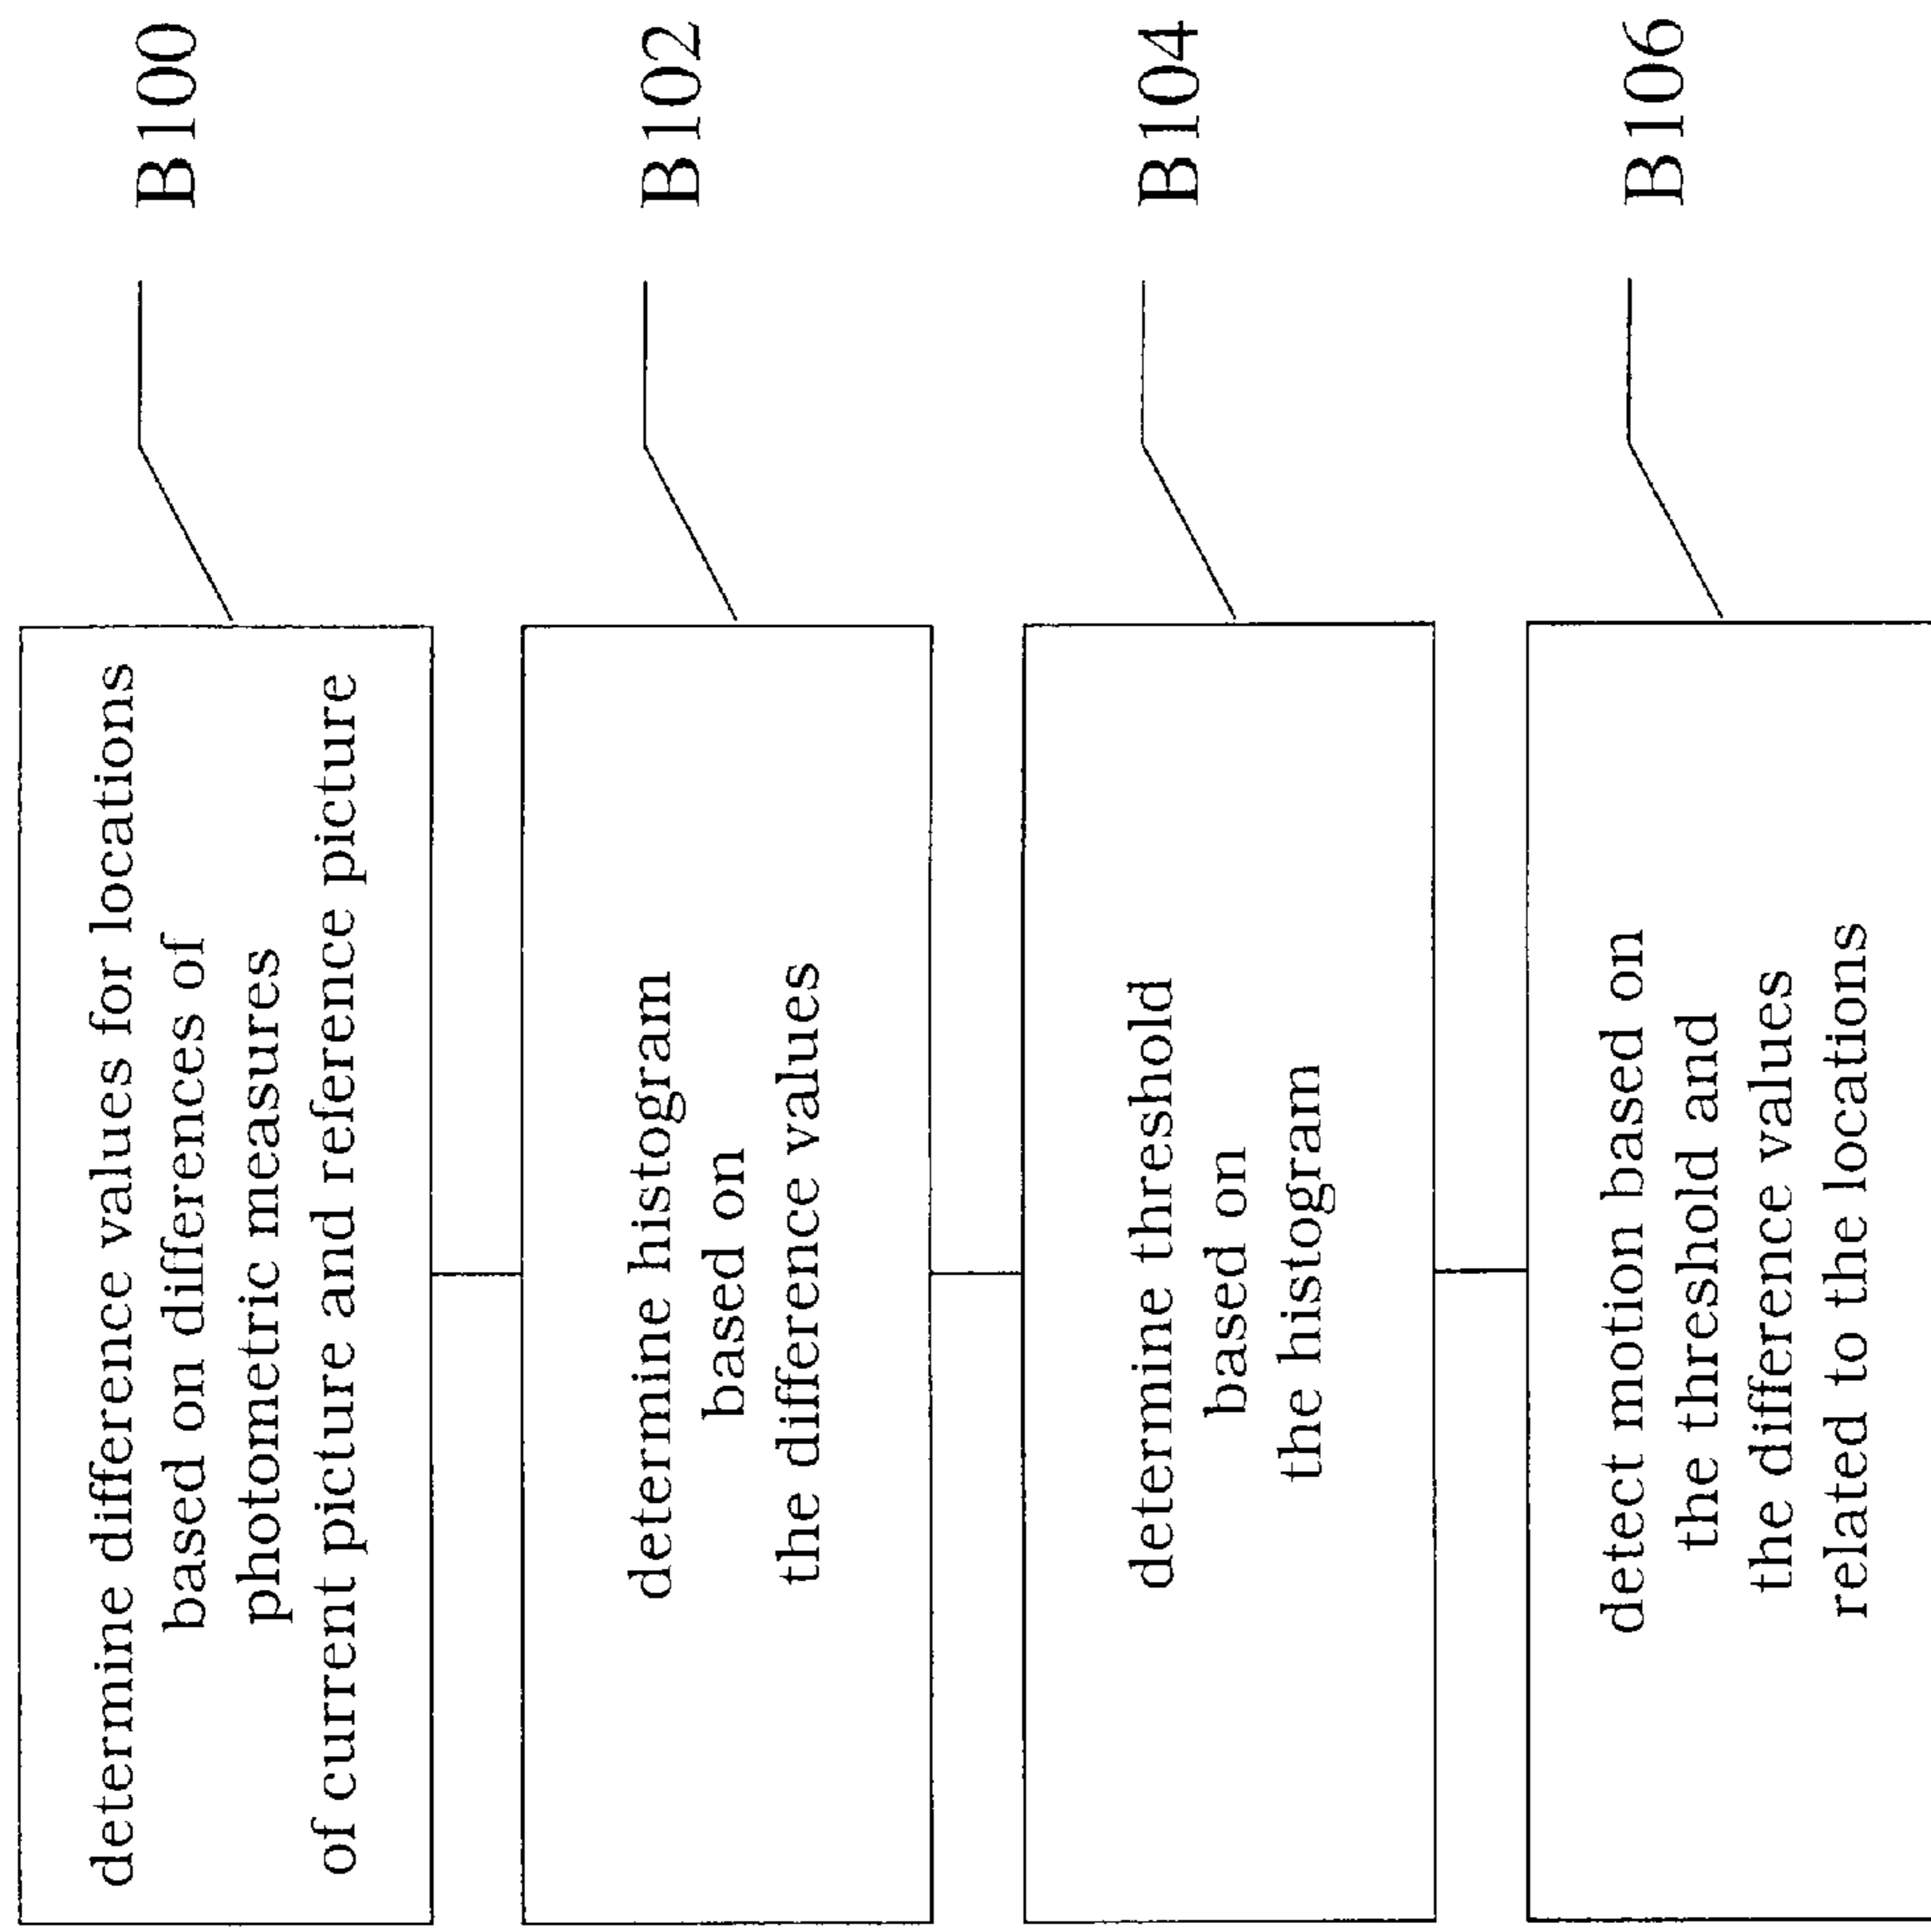 determine difference values for locations
based on differences of
photometric measures
of current picture and reference picture
B100
determine histogram
based on
the difference values
B102
determine threshold
based on
the histogram
B104
detect motion based on
the threshold and
the difference values
related to the locations
B106